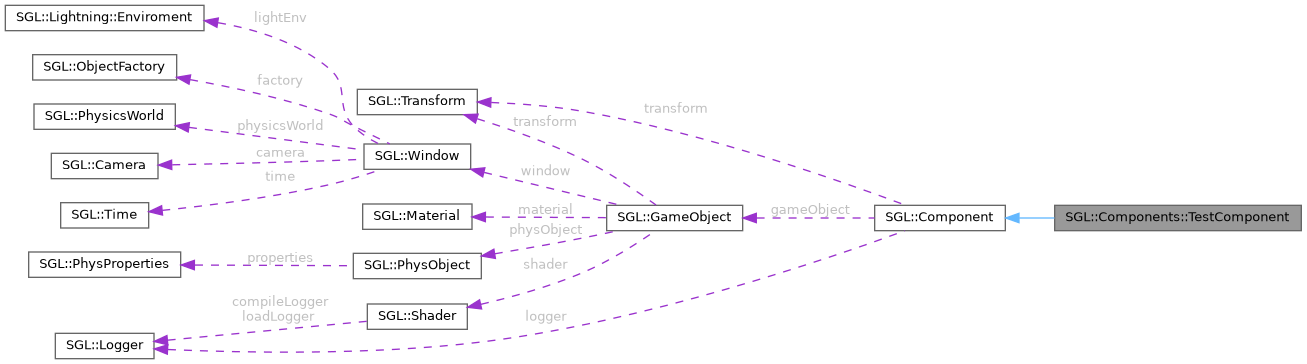 SGL::Lightning::Enviroment
lightEnv
SGL::ObjectFactory
factory
SGL::Transform
transform
SGL::PhysicsWorld
physicsWorld
transform
SGL::Window
camera
SGL::Camera
window
time
SGL::Time
SGL::Material
material
SGL::GameObject
gameObject
SGL::Component
SGL::Components::TestComponent
physObject
SGL::PhysProperties
properties
SGL::PhysObject
shader
compileLogger
loadLogger
SGL::Shader
logger
SGL::Logger